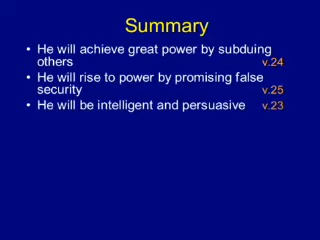 Summary
• He will achieve great power by subduing
others v.24
• He will rise to power by promising false
security v.25
• He will be intelligent and persuasive v.23